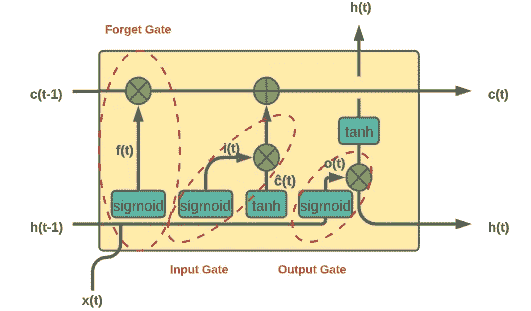 h(t)
Forget Gate
c(t-1)
c(t)
tanh
f(t)
i(t)
o(t)
ĉ(t)
sigmoid
sigmoid
tanh
sigmoid
h(t-1)
h(t)
Input Gate
Output Gate
x(t)